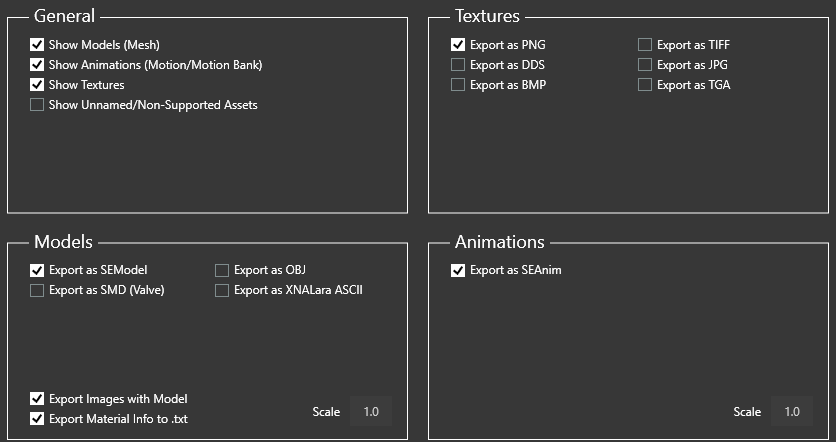 General
Show Models (Mesh)
Show Animations (Motion/Motion Bank)
Show Textures
Show Unnamed/Non-Supported Assets
Textures
Export as PNG
Export as TIFF
Export as DDS
Export as JPG
Export as BMP
Export as TGA
Models
Export as SEModel
Export as OBJ
Export as SMD (Valve)
Export as XNALara ASCII
Export Images with Model
Export Material Info to .txt
Scale 1.0
Animations
Export as SEAnim
Scale 1.0